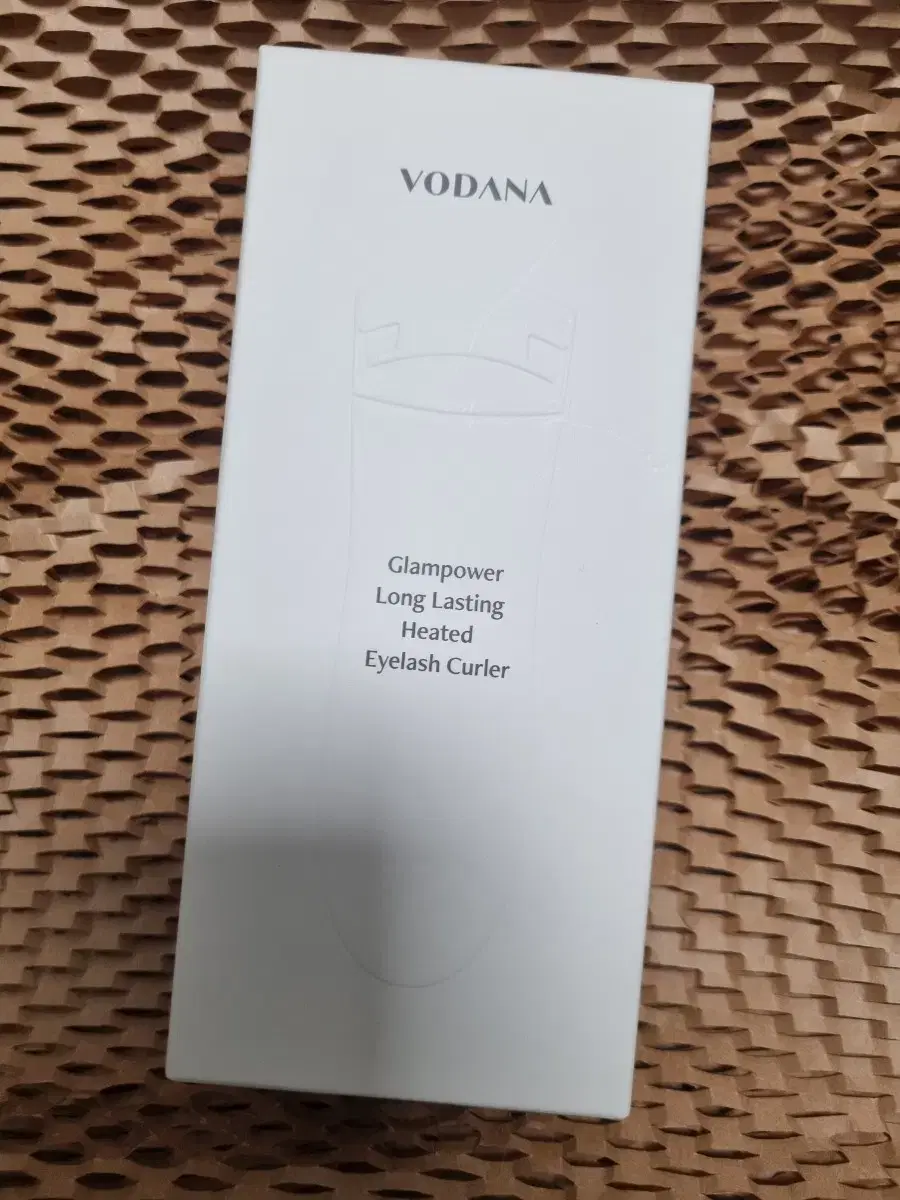 VODANA
Glampower
Long Lasting
Heated
Eyelash Curler